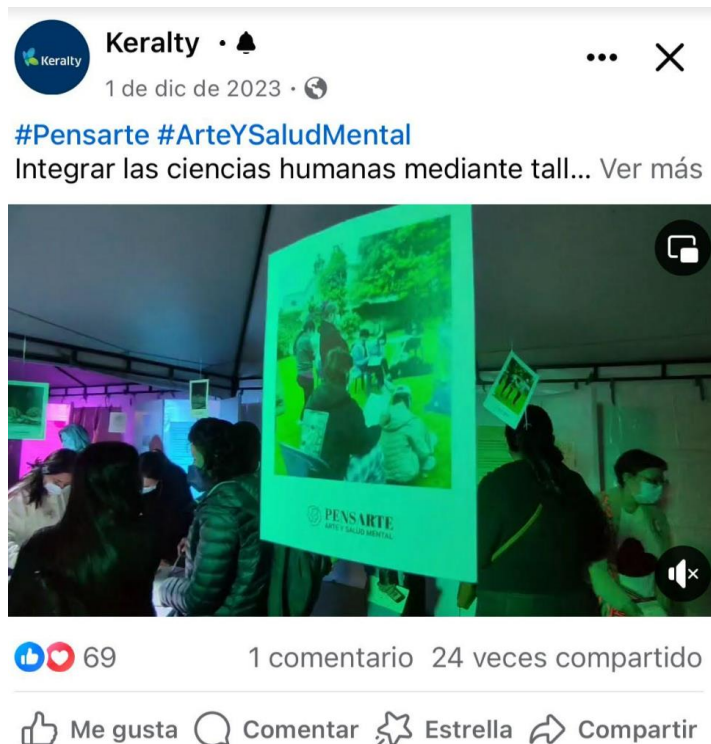 Keralty
Keralty ·
1 de dic de 2023 ·
#Pensarte #ArteYSaludMental
Integrar las ciencias humanas mediante tall... Ver más
PENSARTE
ARTE Y SALUD MENTAL
69
1 comentario 24 veces compartido
Me gusta Comentar Estrella Compartir